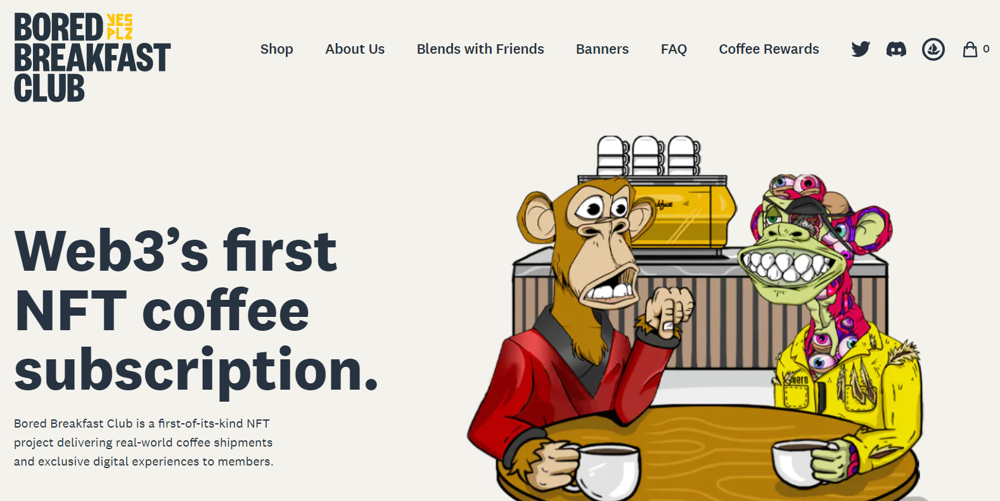 BORED YES
PLZ
BREAKFAST
CLUB
Shop About Us Blends with Friends Banners FAQ Coffee Rewards 0
Web3’s first
NFT coffee
subscription.
Bored Breakfast Club is a first-of-its-kind NFT
project delivering real-world coffee shipments
and exclusive digital experiences to members.